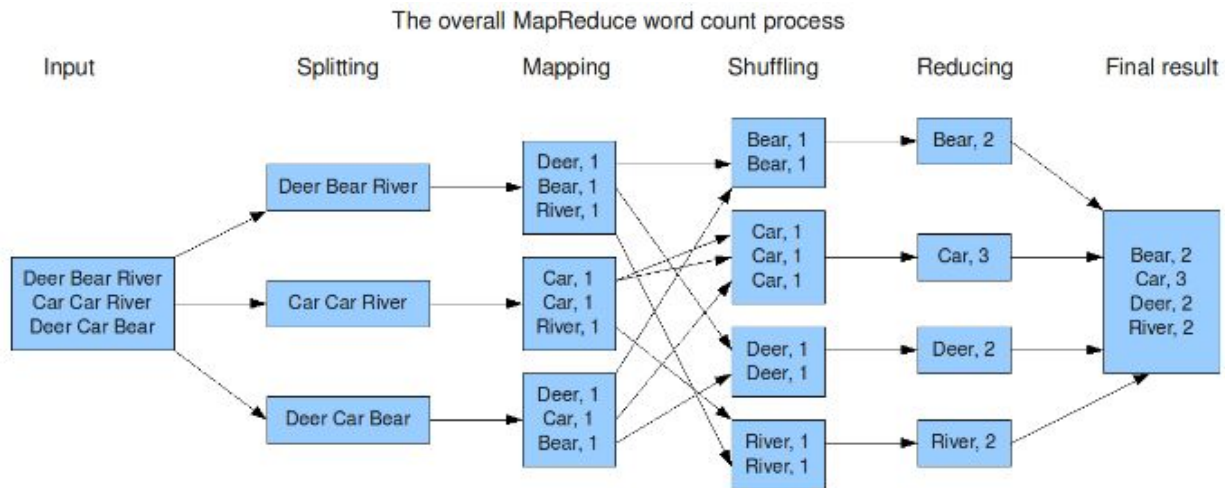 The overall MapReduce word count process
Input
Splitting
Mapping
Shuffling
Reducing
Final result
Deer Bear River
Car Car River
Deer Car Bear
Deer Bear River
Car Car River
Deer Car Bear
Deer, 1
Bear, 1
River, 1
Car, 1
Car, 1
River, 1
Deer, 1
Car, 1
Bear, 1
Bear, 1
Bear, 1
Car, 1
Car, 1
Car, 1
Deer, 1
Deer, 1
River, 1
River, 1
Bear, 2
Car, 3
Deer, 2
River, 2
Bear, 2
Car, 3
Deer, 2
River, 2